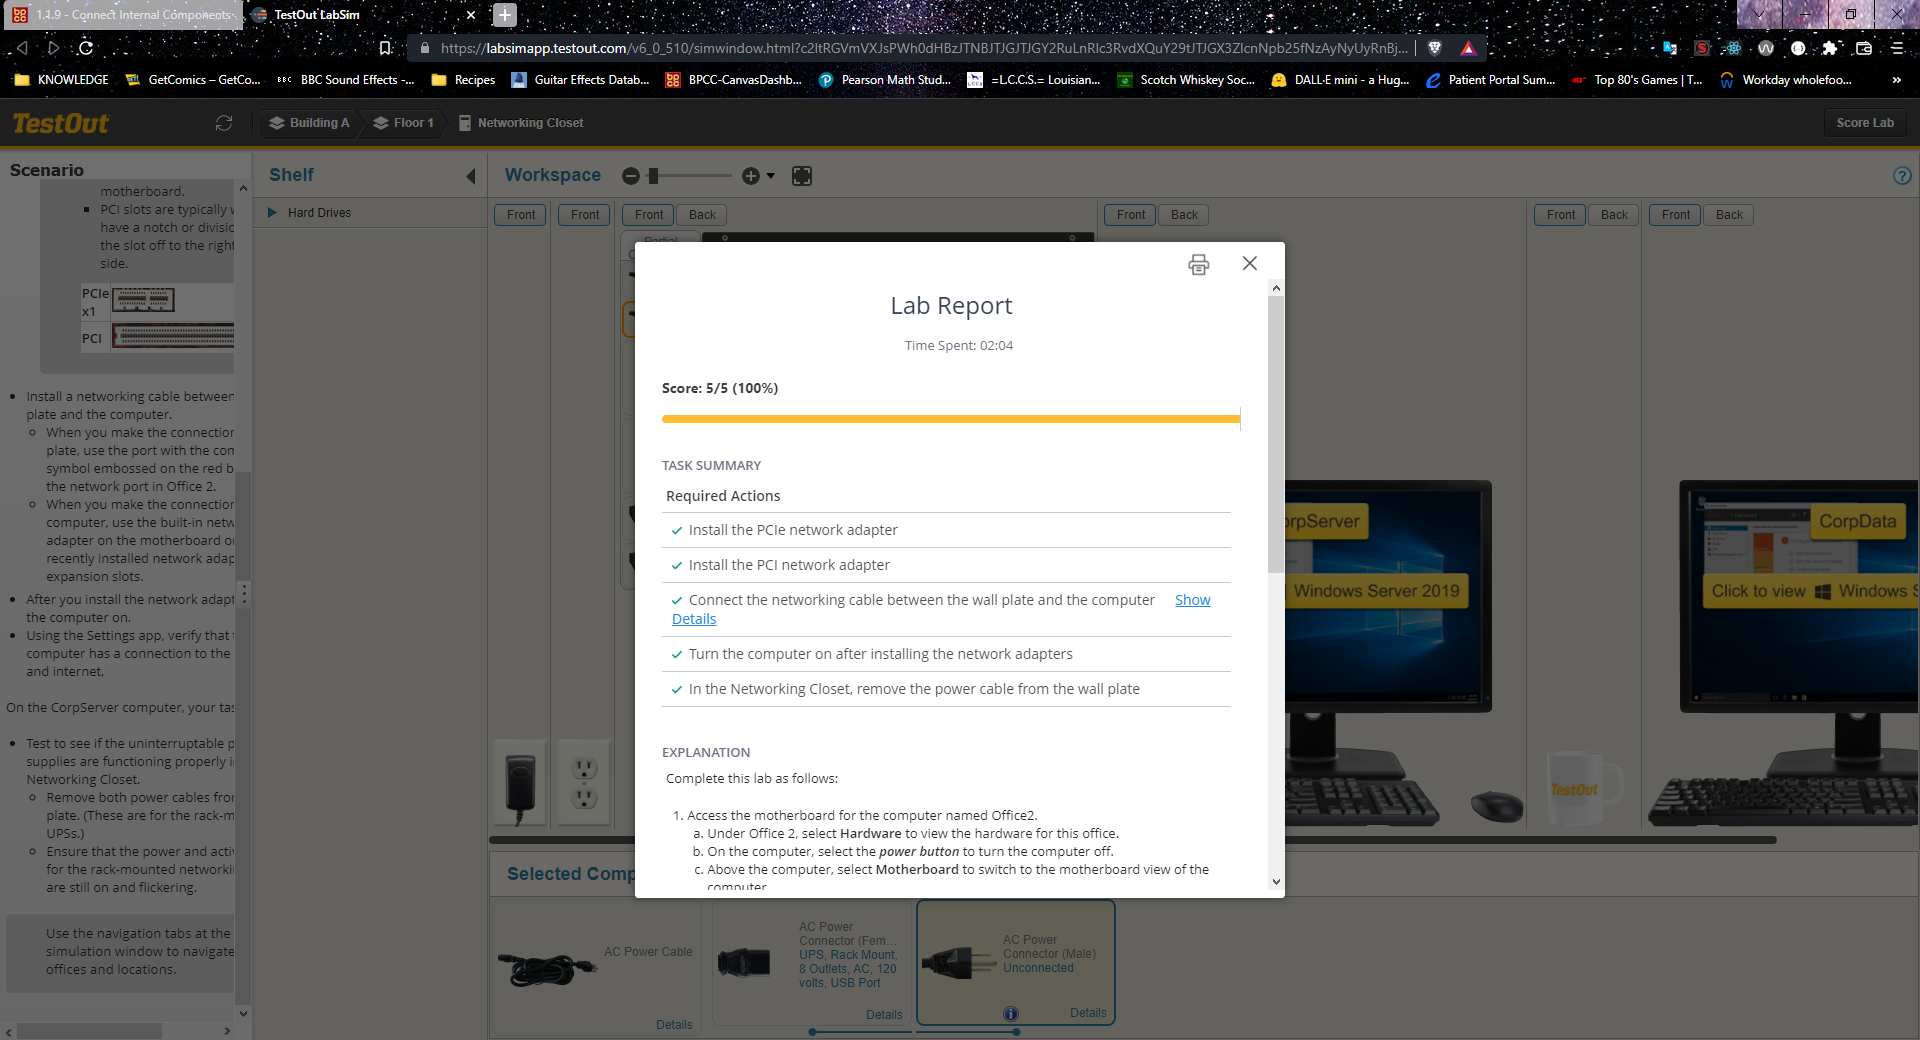 1.1.9 - Connect Internal Components
TestOut LabSim
https://labsimapp.testout.com/v6_0_510/simwindow.html?c2ltRGVmVXJsPWh0dHBzJTNBJTJGJTJGY2RuLnRlc3RvdXQuY29tJTJGX3ZlcnNpb25fNzAyNyUyRnBj...
KNOWLEDGE
GetComics – GetCo...
BBC Sound Effects -...
Recipes
Guitar Effects Datab...
BPCC-CanvasDashb...
Pearson Math Stud...
=L.C.C.S.= Louisian...
Scotch Whiskey Soc...
DALL·E mini - a Hug...
Patient Portal Sum...
Top 80's Games | T...
Workday wholefoo...
»
TestOut
Building A
Floor 1
Networking Closet
Score Lab
Scenario
motherboard.
PCI slots are typically
have a notch or divisi
the slot off to the right
side.
PCIe
x1
PCI
Install a networking cable between
plate and the computer.
When you make the connection
plate, use the port with the con
symbol embossed on the red b
the network port in Office 2.
When you make the connection
computer, use the built-in netw
adapter on the motherboard o
recently installed network adap
expansion slots.
After you install the network adapt
the computer on.
Using the Settings app, verify that
computer has a connection to the
and internet.
On the CorpServer computer, your tas
Test to see if the uninterruptable p
supplies are functioning properly i
Networking Closet.
Remove both power cables fro
plate. (These are for the rack-m
UPSs.)
Ensure that the power and acti
for the rack-mounted networki
are still on and flickering.
Use the navigation tabs at the
simulation window to navigate
offices and locations.
Shelf
Hard Drives
Workspace
Front
Front
Front Back
Front Back
Front Back
Front Back
Partial
Lab Report
Time Spent: 02:04
Score: 5/5 (100%)
TASK SUMMARY
Required Actions
Install the PCIe network adapter
Install the PCI network adapter
Connect the networking cable between the wall plate and the computer Show
Details
Turn the computer on after installing the network adapters
In the Networking Closet, remove the power cable from the wall plate
EXPLANATION
Complete this lab as follows:
1. Access the motherboard for the computer named Office2.
a. Under Office 2, select Hardware to view the hardware for this office.
b. On the computer, select the power button to turn the computer off.
c. Above the computer, select Motherboard to switch to the motherboard view of the
computer
rpServer
Windows Server 2019
CorpData
Click to view Windows S
TestOut
Selected Comp
AC Power Cable
Details
AC Power
Connector (Fem...
UPS, Rack Mount,
8 Outlets, AC, 120
volts, USB Port
Details
AC Power
Connector (Male)
Unconnected
Details